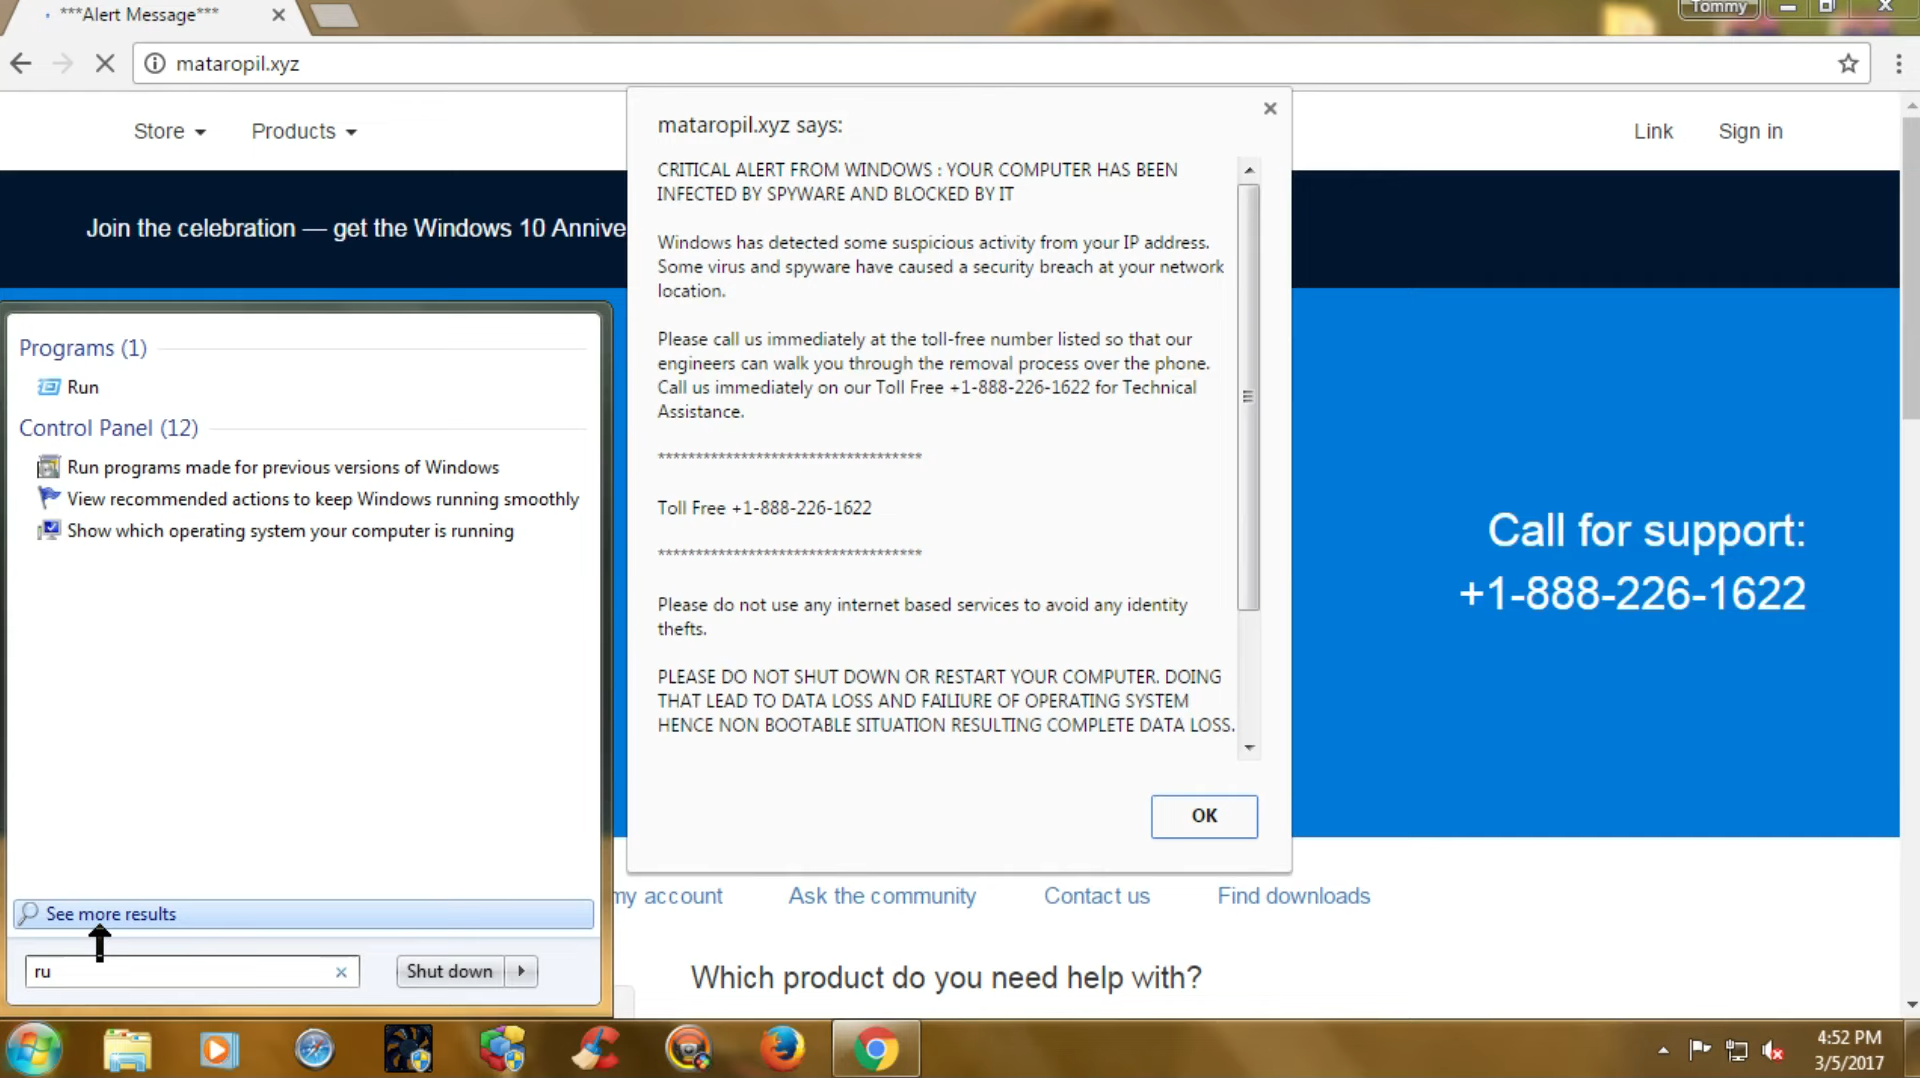 ***Alert Message***
Tommy
mataropil.xyz
Store
Products
Link
Sign in
Join the celebration — get the Windows 10 Annive
mataropil.xyz says:
CRITICAL ALERT FROM WINDOWS : YOUR COMPUTER HAS BEEN
INFECTED BY SPYWARE AND BLOCKED BY IT
Windows has detected some suspicious activity from your IP address.
Some virus and spyware have caused a security breach at your network
location.
Please call us immediately at the toll-free number listed so that our
engineers can walk you through the removal process over the phone.
Call us immediately on our Toll Free +1-888-226-1622 for Technical
Assistance.
***********************************
Toll Free +1-888-226-1622
***********************************
Please do not use any internet based services to avoid any identity
thefts.
PLEASE DO NOT SHUT DOWN OR RESTART YOUR COMPUTER. DOING
THAT LEAD TO DATA LOSS AND FAILIURE OF OPERATING SYSTEM
HENCE NON BOOTABLE SITUATION RESULTING COMPLETE DATA LOSS.
OK
Programs (1)
Run
Control Panel (12)
Run programs made for previous versions of Windows
View recommended actions to keep Windows running smoothly
Show which operating system your computer is running
See more results
ru
Shut down
Call for support:
+1-888-226-1622
my account
Ask the community
Contact us
Find downloads
Which product do you need help with?
4:52 PM
3/5/2017